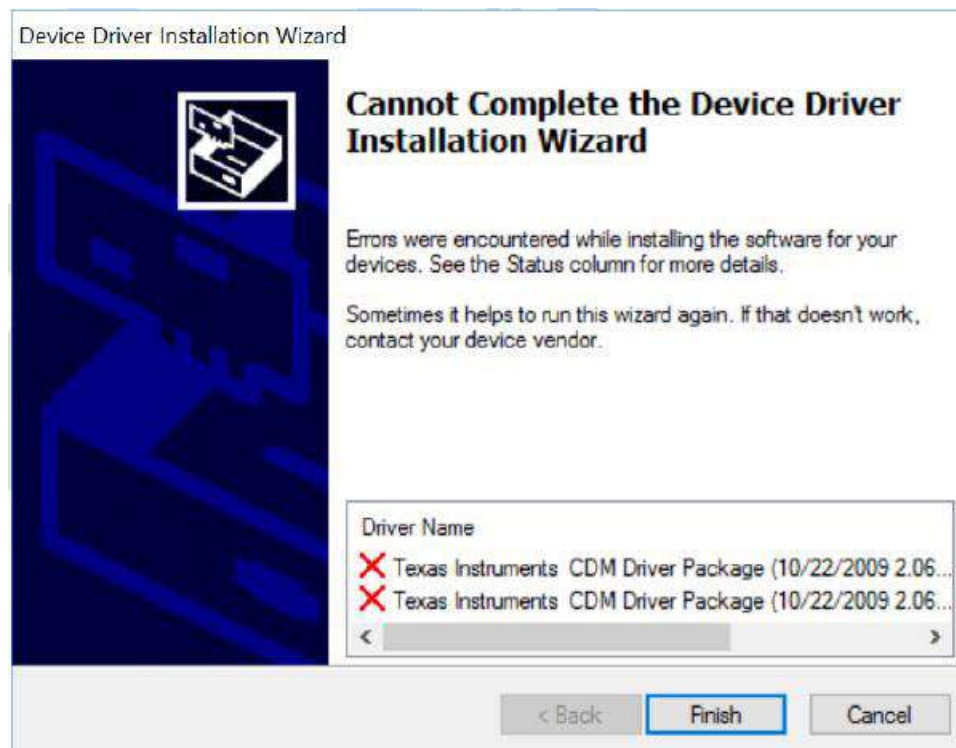 Device Driver Installation Wizard
Cannot Complete the Device Driver
Installation Wizard
Errors were encountered while installing the software for your
devices. See the Status column for more details.
Sometimes it helps to run this wizard again. If that doesn't work,
contact your device vendor.
Driver Name
Texas Instruments CDM Driver Package (10/22/2009 2.06...
Texas Instruments CDM Driver Package (10/22/2009 2.06...
< Back Finish Cancel